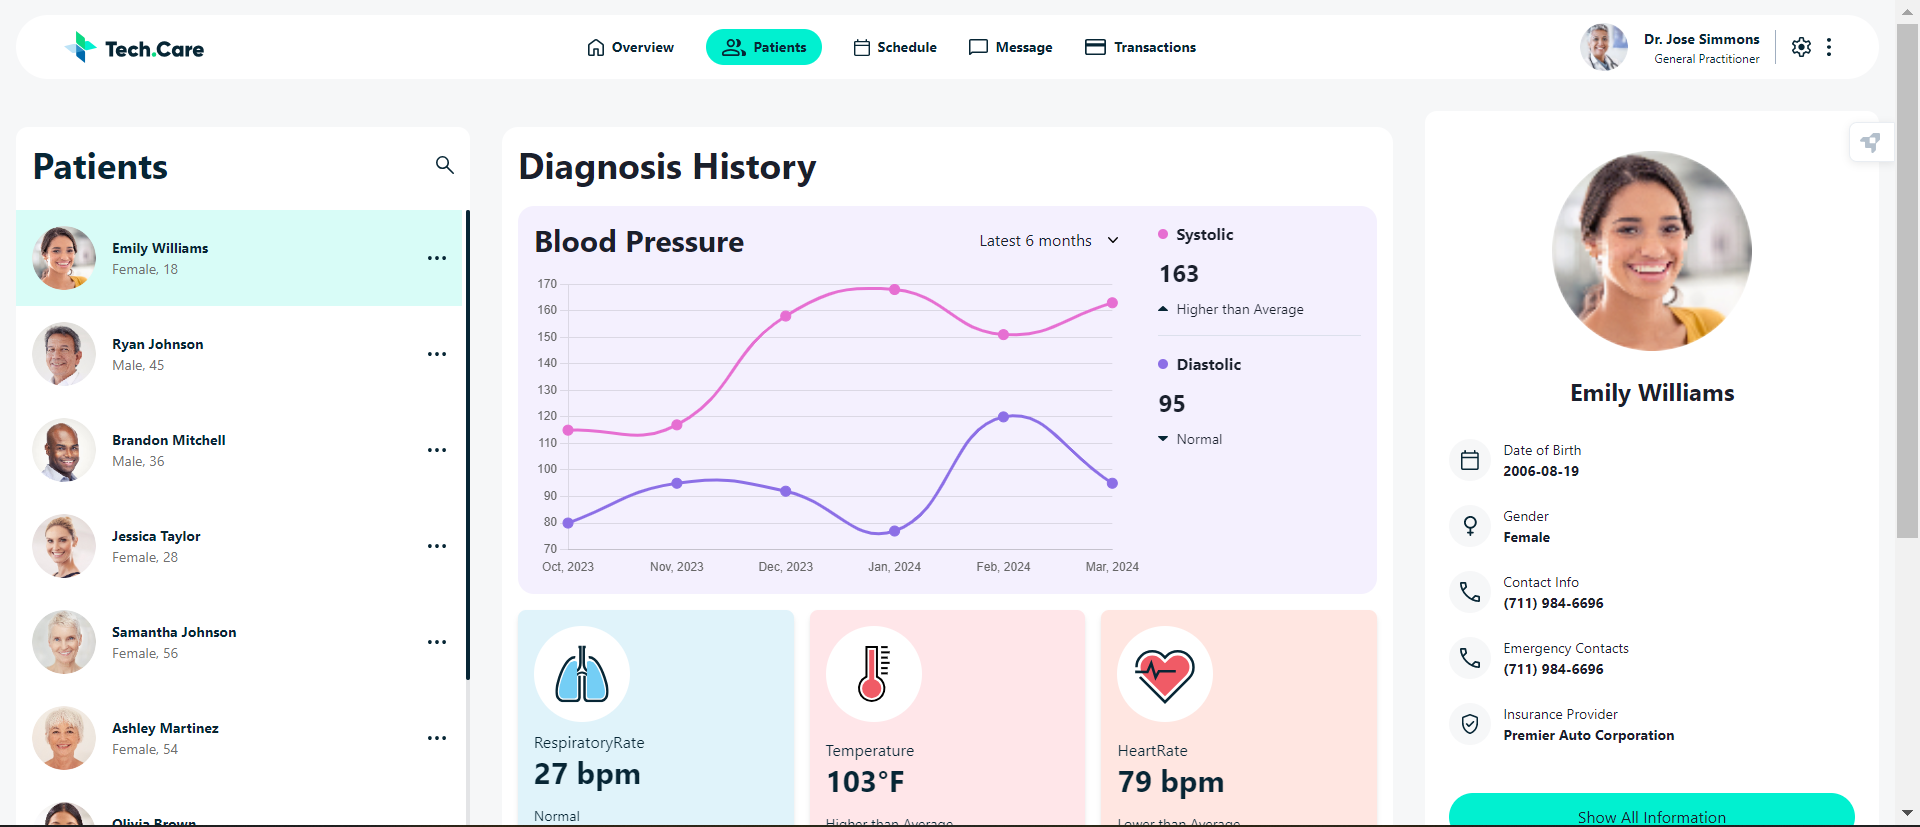 Tech.Care
Overview
Patients
Schedule
Message
Transactions
Dr. Jose Simmons
General Practitioner
Patients
Emily Williams
Female, 18
Ryan Johnson
Male, 45
Brandon Mitchell
Male, 36
Jessica Taylor
Female, 28
Samantha Johnson
Female, 56
Ashley Martinez
Female, 54
Olivia Brown
Diagnosis History
Blood Pressure
Latest 6 months
170
160
150
140
130
120
110
100
90
80
70
Oct, 2023
Nov, 2023
Dec, 2023
Jan, 2024
Feb, 2024
Mar, 2024
Systolic
163
Higher than Average
Diastolic
95
Normal
RespiratoryRate
27 bpm
Normal
Temperature
103°F
Higher than Average
HeartRate
79 bpm
Lower than Average
Emily Williams
Date of Birth
2006-08-19
Gender
Female
Contact Info
(711) 984-6696
Emergency Contacts
(711) 984-6696
Insurance Provider
Premier Auto Corporation
Show All Information